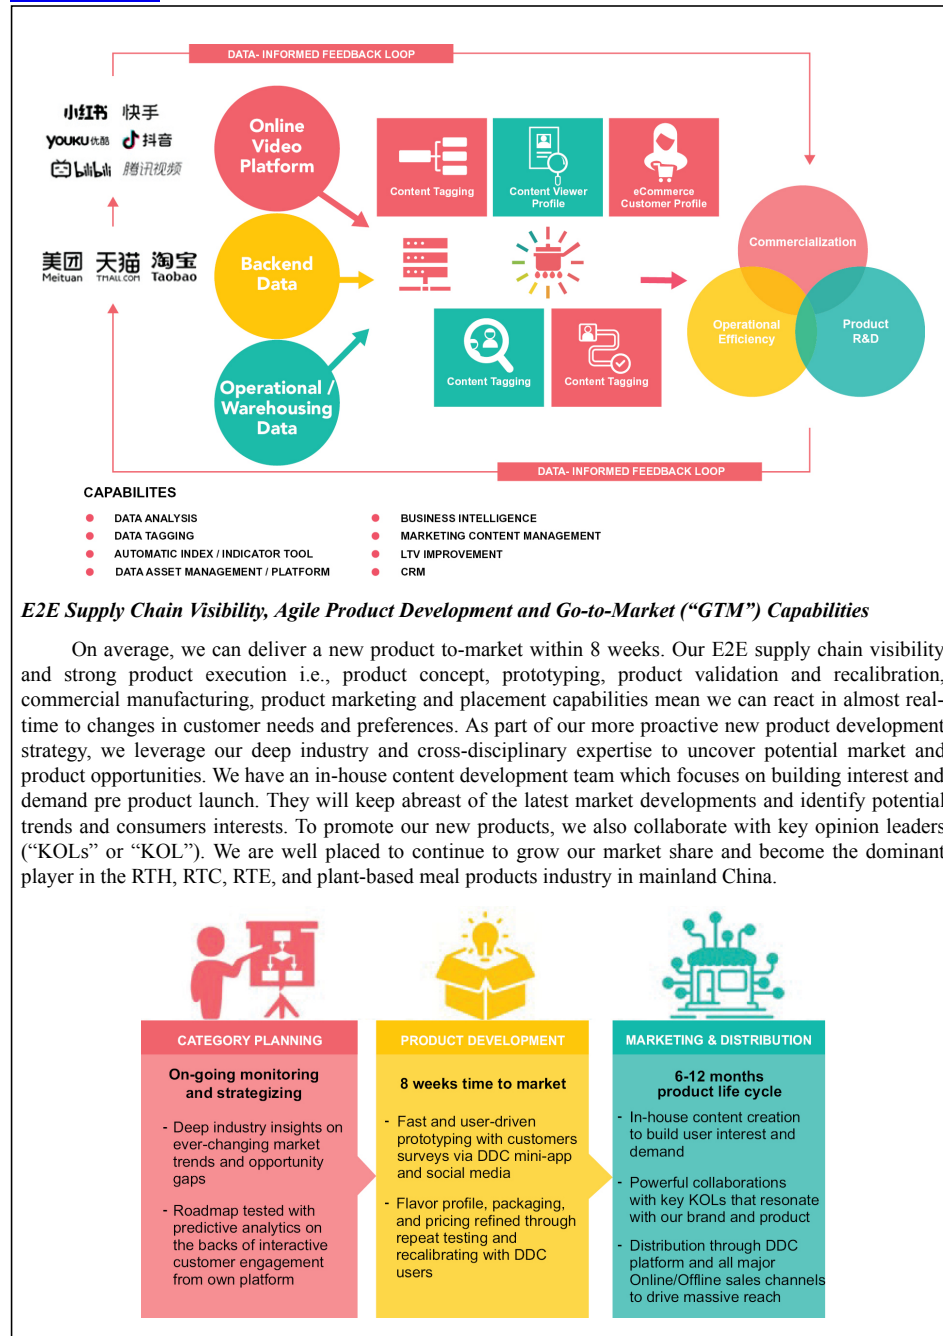 DATA- INFORMED FEEDBACK LOOP
小红书 快手
YOUKU优酷 抖音
bilibili 腾讯视频
美团 天猫 淘宝
Meituan TMALL.COM Taobao
Online
Video
Platform
Backend
Data
Operational /
Warehousing
Data
Content Tagging
Content Viewer
Profile
eCommerce
Customer Profile
Content Tagging
Content Tagging
Commercialization
Operational
Efficiency
Product
R&D
DATA- INFORMED FEEDBACK LOOP
CAPABILITES
DATA ANALYSIS
DATA TAGGING
AUTOMATIC INDEX / INDICATOR TOOL
DATA ASSET MANAGEMENT / PLATFORM
BUSINESS INTELLIGENCE
MARKETING CONTENT MANAGEMENT
LTV IMPROVEMENT
CRM
E2E Supply Chain Visibility, Agile Product Development and Go-to-Market (“GTM”) Capabilities
On average, we can deliver a new product to-market within 8 weeks. Our E2E supply chain visibility
and strong product execution i.e., product concept, prototyping, product validation and recalibration,
commercial manufacturing, product marketing and placement capabilities mean we can react in almost real-
time to changes in customer needs and preferences. As part of our more proactive new product development
strategy, we leverage our deep industry and cross-disciplinary expertise to uncover potential market and
product opportunities. We have an in-house content development team which focuses on building interest and
demand pre product launch. They will keep abreast of the latest market developments and identify potential
trends and consumers interests. To promote our new products, we also collaborate with key opinion leaders
(“KOLs” or “KOL”). We are well placed to continue to grow our market share and become the dominant
player in the RTH, RTC, RTE, and plant-based meal products industry in mainland China.
CATEGORY PLANNING
On-going monitoring
and strategizing
- Deep industry insights on
ever-changing market
trends and opportunity
gaps
- Roadmap tested with
predictive analytics on
the backs of interactive
customer engagement
from own platform
PRODUCT DEVELOPMENT
8 weeks time to market
- Fast and user-driven
prototyping with customers
surveys via DDC mini-app
and social media
- Flavor profile, packaging,
and pricing refined through
repeat testing and
recalibrating with DDC
users
MARKETING & DISTRIBUTION
6-12 months
product life cycle
- In-house content creation
to build user interest and
demand
- Powerful collaborations
with key KOLs that resonate
with our brand and product
- Distribution through DDC
platform and all major
Online/Offline sales channels
to drive massive reach